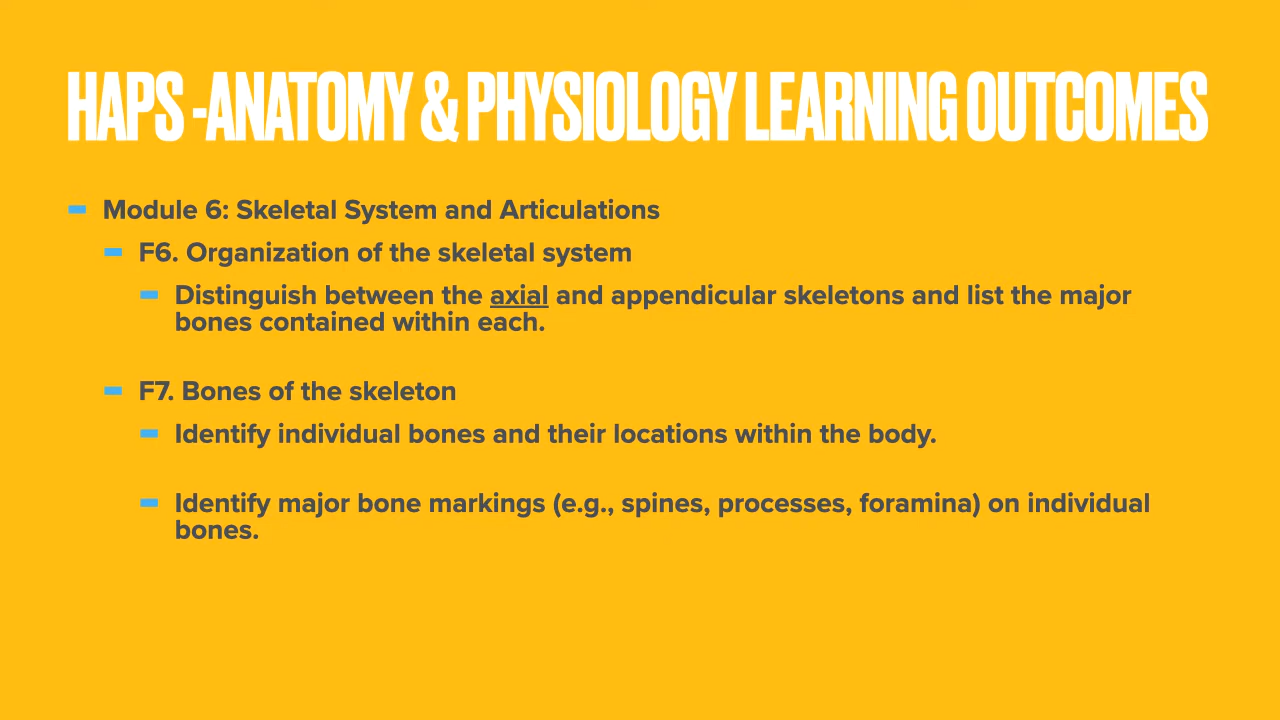 HAPS -ANATOMY & PHYSIOLOGY LEARNING OUTCOMES
Module 6: Skeletal System and Articulations
F6. Organization of the skeletal system
Distinguish between the axial and appendicular skeletons and list the major
bones contained within each.
F7. Bones of the skeleton
Identify individual bones and their locations within the body.
Identify major bone markings (e.g., spines, processes, foramina) on individual
bones.